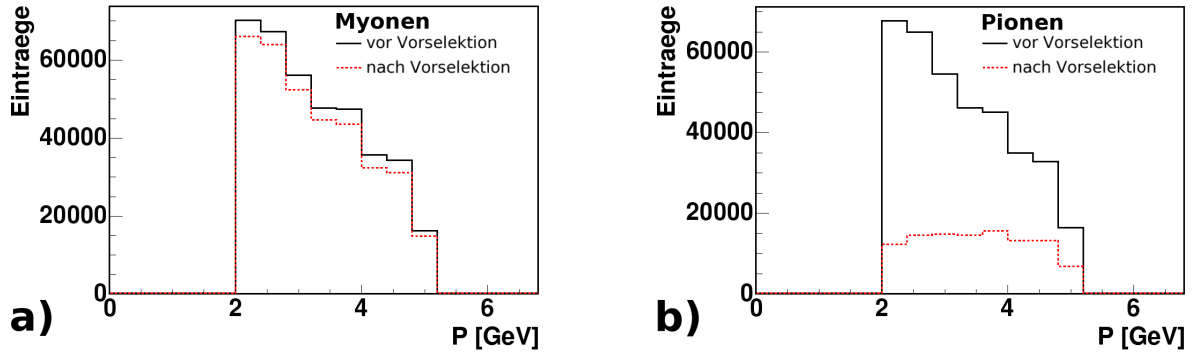 Myonen
vor Vorselektion
nach Vorselektion
Eintraege
60000
40000
20000
0
0 2 4 6
P [GeV]
a)
Pionen
vor Vorselektion
nach Vorselektion
Eintraege
60000
40000
20000
0
0 2 4 6
P [GeV]
b)